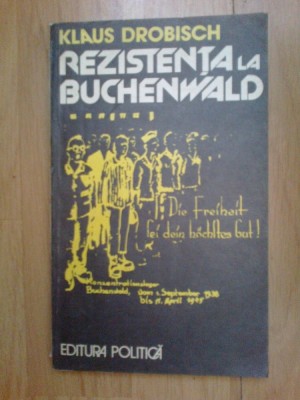 KLAUS DROBISCH
REZISTENȚA LA
BUCHENWALD
Die Freiheit
sei dein höchstes Gut!
Konzentrationslager
Buchenwald, vom 1. September 1938
bis 11. April 1945
EDITURA POLITICĂ